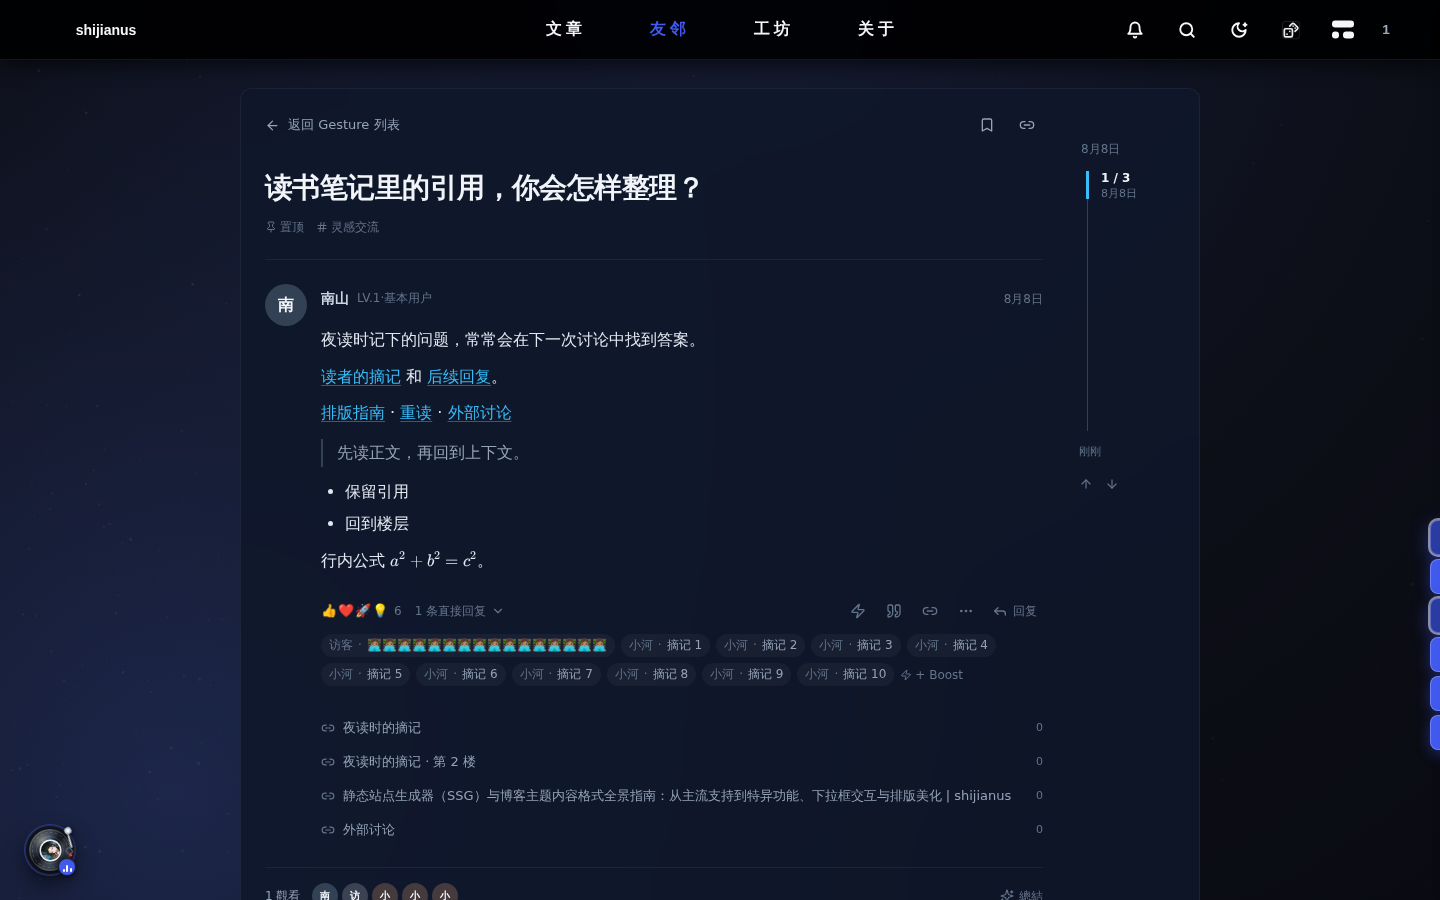 shijianus 文章 友邻 工坊 关于 1
返回 Gesture 列表
8月8日
1 / 3
8月8日
读书笔记里的引用，你会怎样整理？
置顶 # 灵感交流
南 南山 LV.1·基本用户 8月8日
夜读时记下的问题，常常会在下一次讨论中找到答案。
读者的摘记 和 后续回复。
排版指南 · 重读 · 外部讨论
先读正文，再回到上下文。
刚刚
• 保留引用
• 回到楼层
行内公式 a² + b² = c²。
👍❤️🚀💡 6 1 条直接回复 回复
访客 · 小河 · 摘记 1 小河 · 摘记 2 小河 · 摘记 3 小河 · 摘记 4
小河 · 摘记 5 小河 · 摘记 6 小河 · 摘记 7 小河 · 摘记 8 小河 · 摘记 9 小河 · 摘记 10 + Boost
夜读时的摘记 0
夜读时的摘记 · 第 2 楼 0
静态站点生成器（SSG）与博客主题内容格式全景指南：从主流支持到特异功能、下拉框交互与排版美化 | shijianus 0
外部讨论 0
1 觀看 南 访 小 小 小 總結